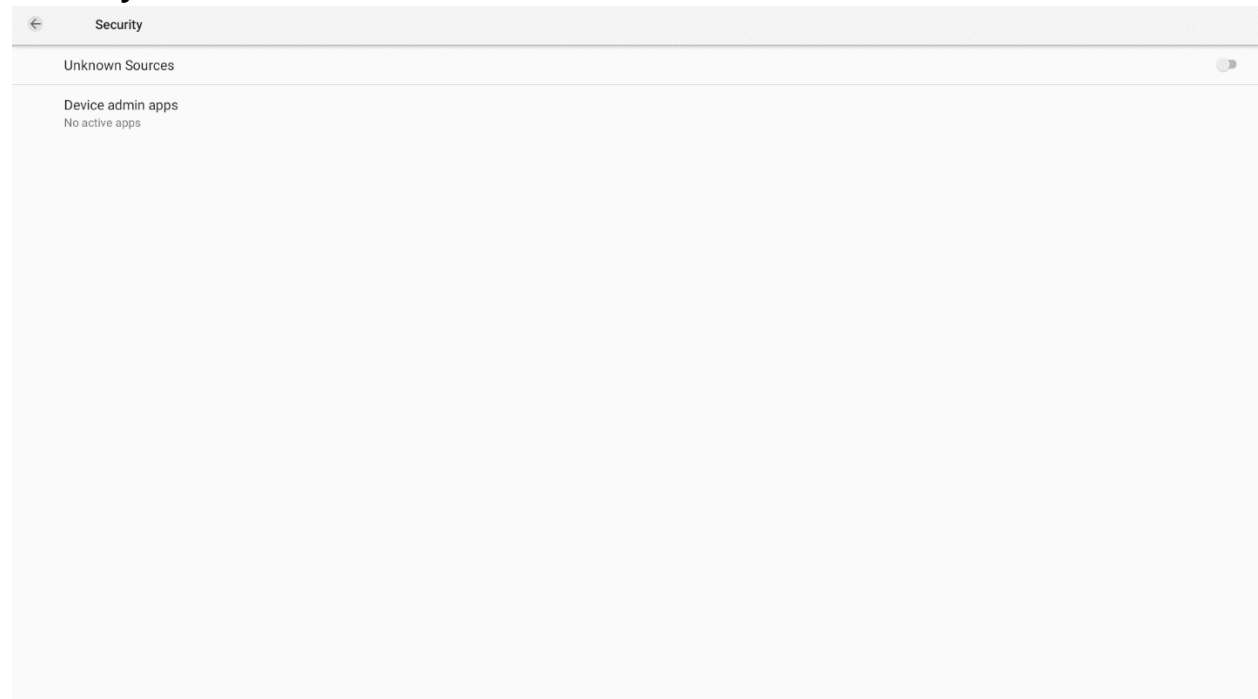 Security
Unknown Sources
Device admin apps
No active apps